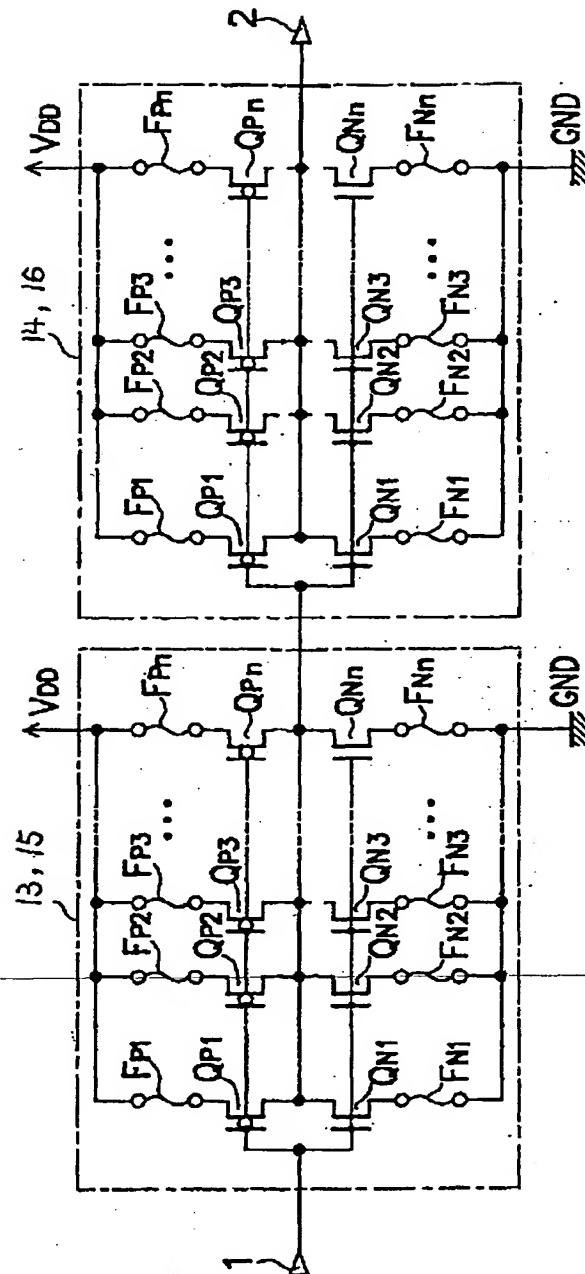 13, 15
VDD
FP1 FP2 FP3 ... FPn
QP1 QP2 QP3 QPn
1
QN1 QN2 QN3 QNn
FN1 FN2 FN3 ... FNn
GND
14, 16
VDD
FP1 FP2 FP3 ... FPn
QP1 QP2 QP3 QPn
2
QN1 QN2 QN3 QNn
FN1 FN2 FN3 ... FNn
GND